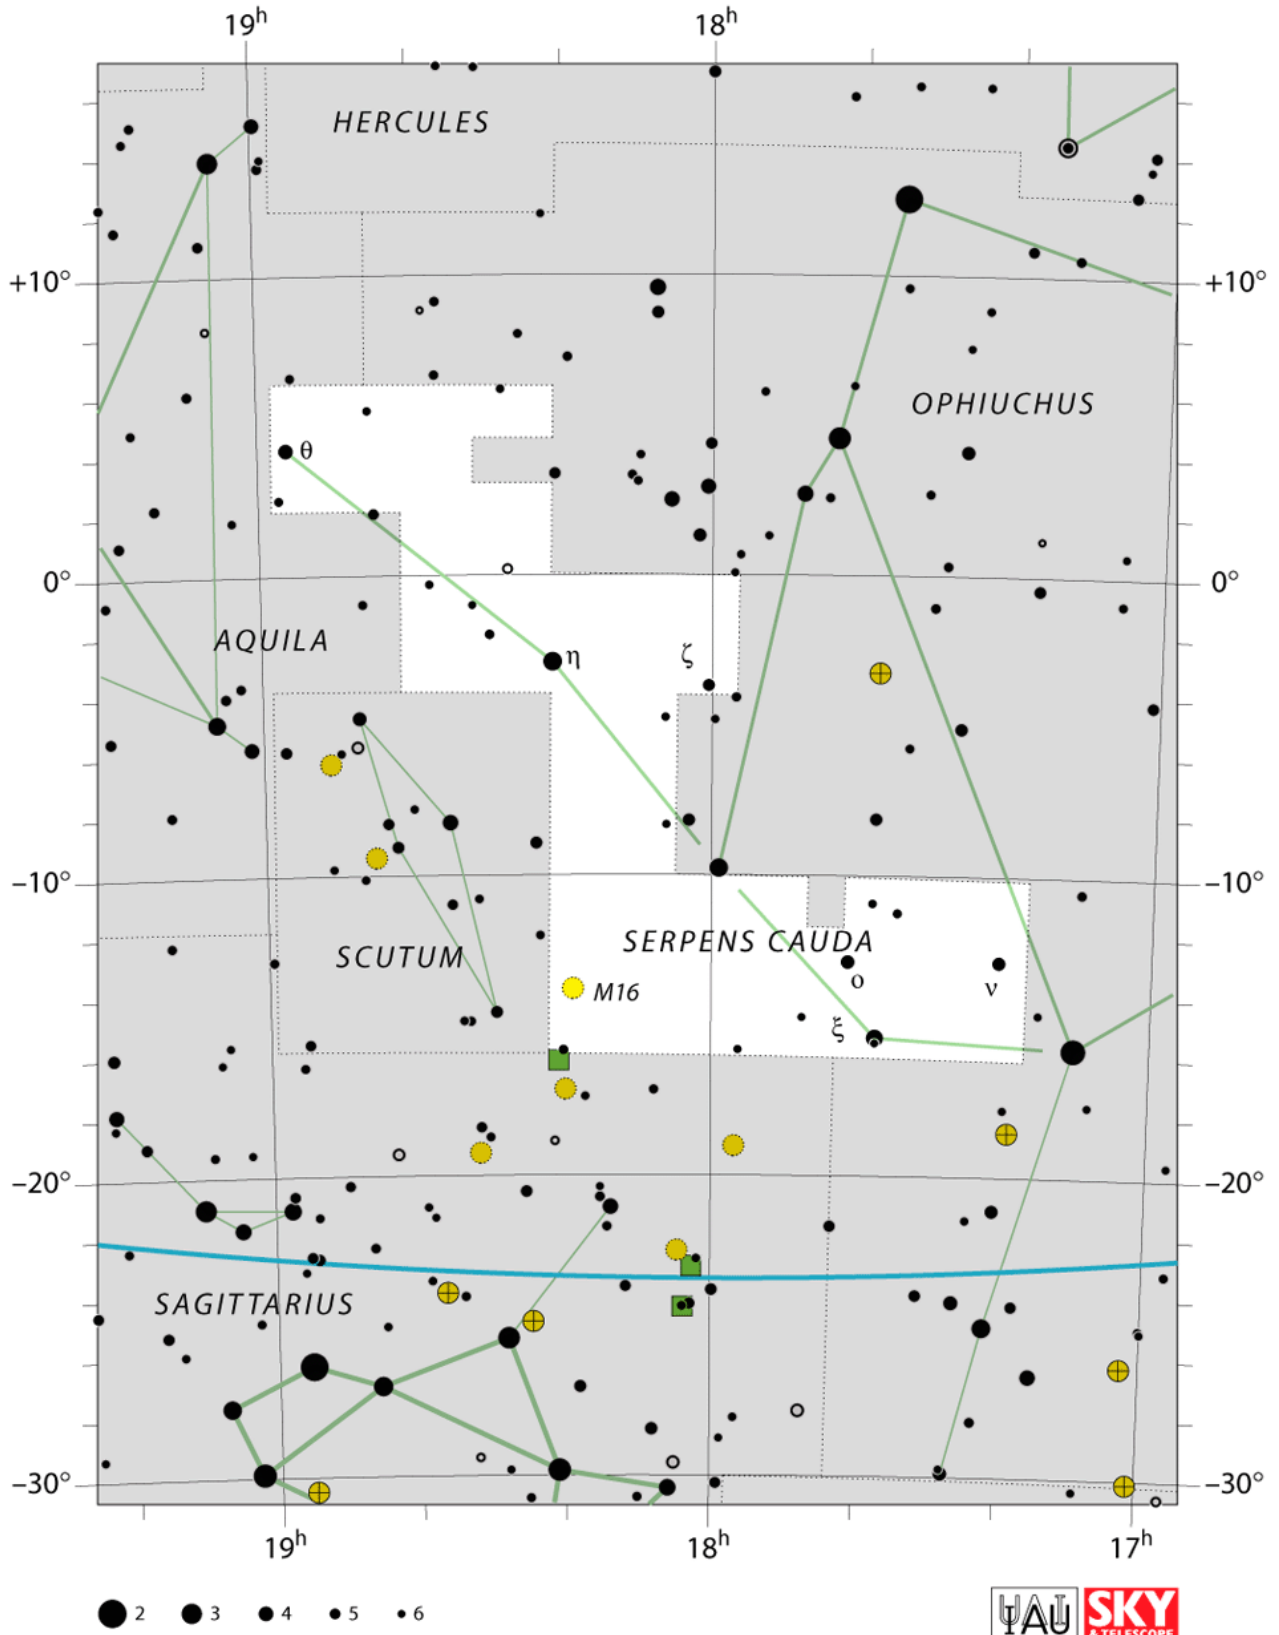 19h 18h
HERCULES
+10° +10°
OPHIUCHUS
θ
0° 0°
AQUILA
η ζ
−10° −10°
SERPENS CAUDA
SCUTUM
ο ν
M16
ξ
−20° −20°
SAGITTARIUS
−30° −30°
19h 18h 17h
2 3 4 5 6
IAU SKY
& TELESCOPE